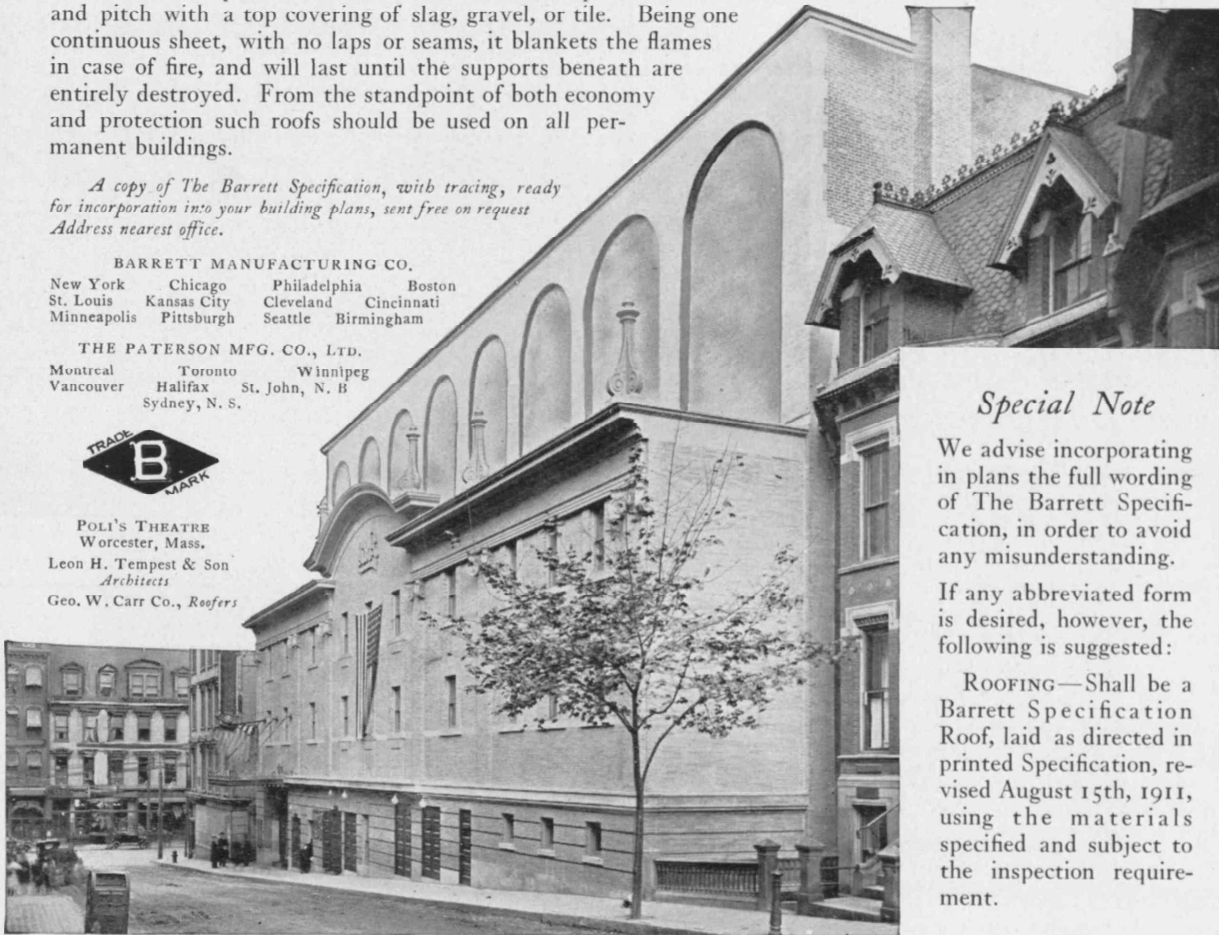 and pitch with a top covering of slag, gravel, or tile. Being one
continuous sheet, with no laps or seams, it blankets the flames
in case of fire, and will last until the supports beneath are
entirely destroyed. From the standpoint of both economy
and protection such roofs should be used on all per-
manent buildings.
A copy of The Barrett Specification, with tracing, ready
for incorporation into your building plans, sent free on request
Address nearest office.
BARRETT MANUFACTURING CO.
New York Chicago Philadelphia Boston
St. Louis Kansas City Cleveland Cincinnati
Minneapolis Pittsburgh Seattle Birmingham
THE PATERSON MFG. CO., LTD.
Montreal Toronto Winnipeg
Vancouver Halifax St. John, N. B
Sydney, N. S.
TRADE
B
MARK
POLI'S THEATRE
Worcester, Mass.
Leon H. Tempest & Son
Architects
Geo. W. Carr Co., Roofers
Special Note
We advise incorporating
in plans the full wording
of The Barrett Specifi-
cation, in order to avoid
any misunderstanding.
If any abbreviated form
is desired, however, the
following is suggested:
ROOFING—Shall be a
Barrett Specification
Roof, laid as directed in
printed Specification, re-
vised August 15th, 1911,
using the materials
specified and subject to
the inspection require-
ment.